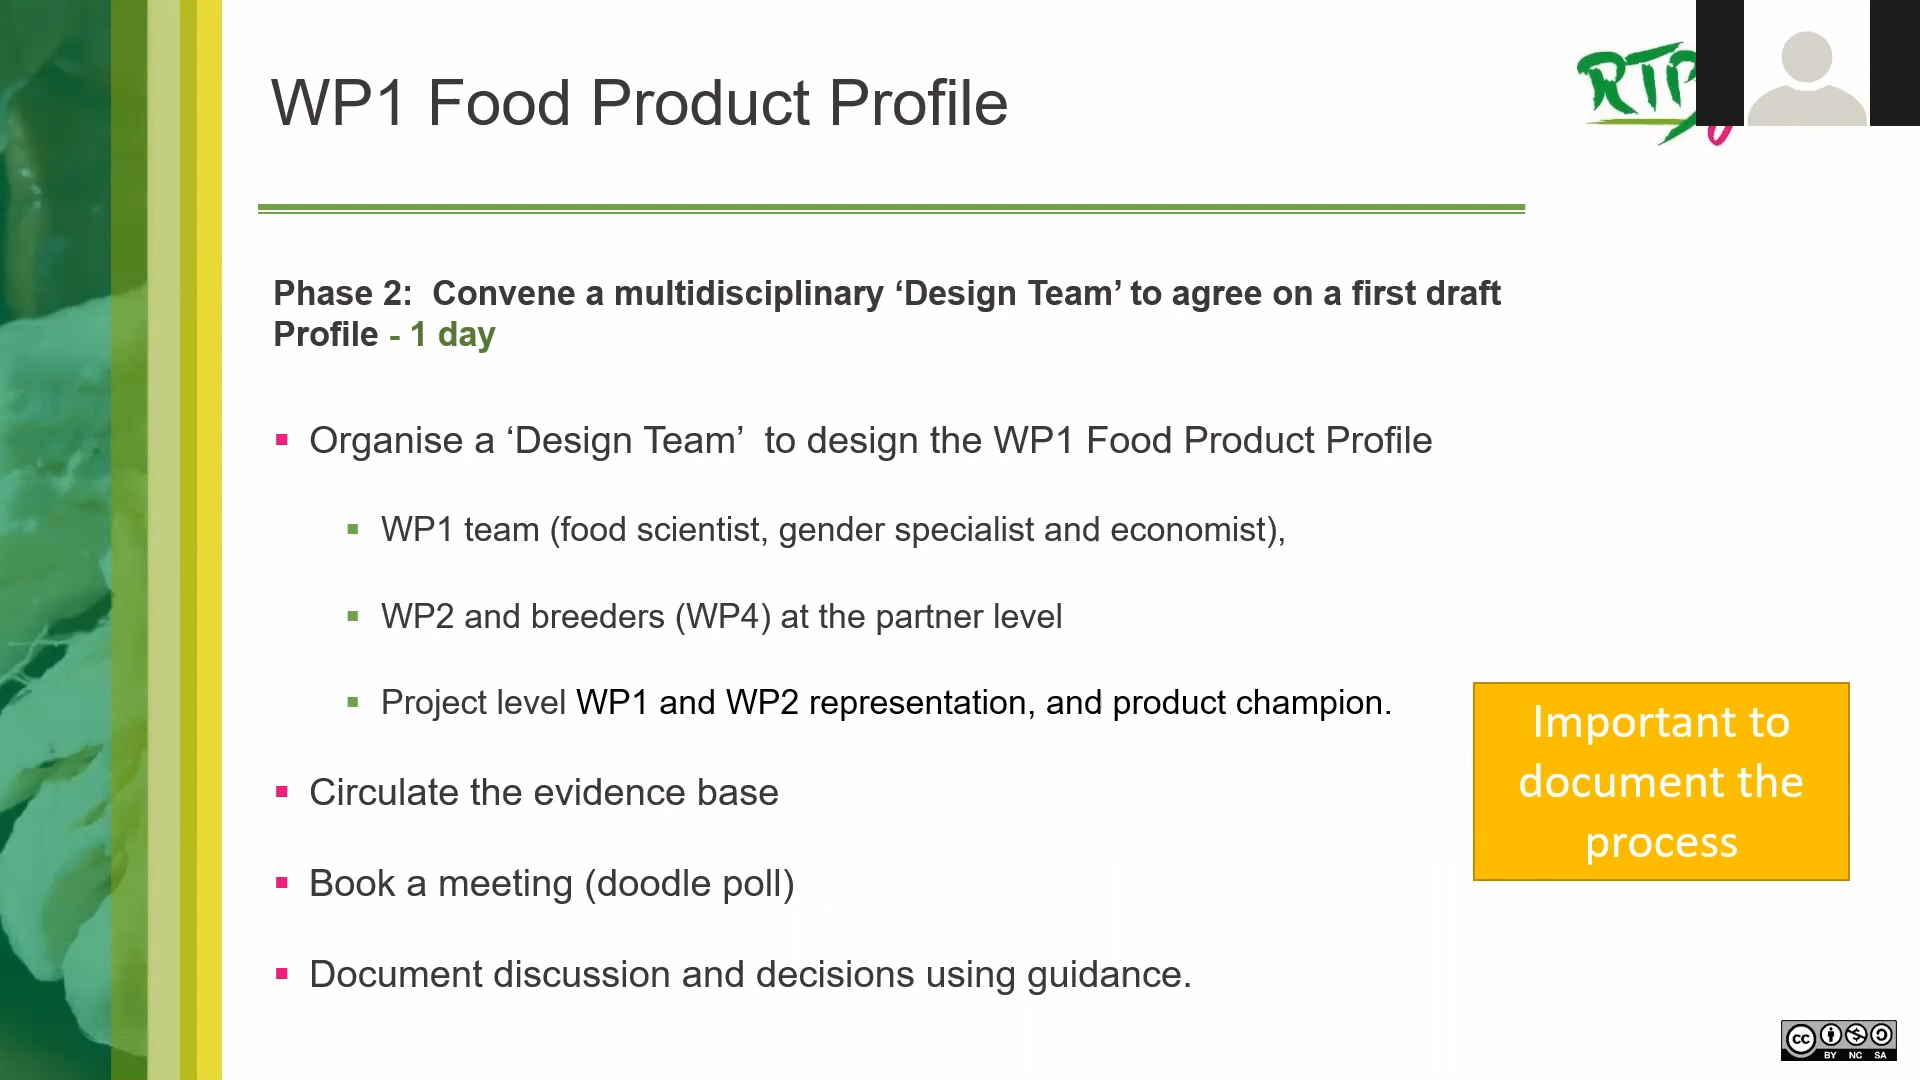 WP1 Food Product Profile
RTB
Phase 2:  Convene a multidisciplinary ‘Design Team’ to agree on a first draft
Profile - 1 day
Organise a ‘Design Team’  to design the WP1 Food Product Profile
WP1 team (food scientist, gender specialist and economist),
WP2 and breeders (WP4) at the partner level
Project level WP1 and WP2 representation, and product champion.
Important to
document the
process
Circulate the evidence base
Book a meeting (doodle poll)
Document discussion and decisions using guidance.
cc
BY NC SA